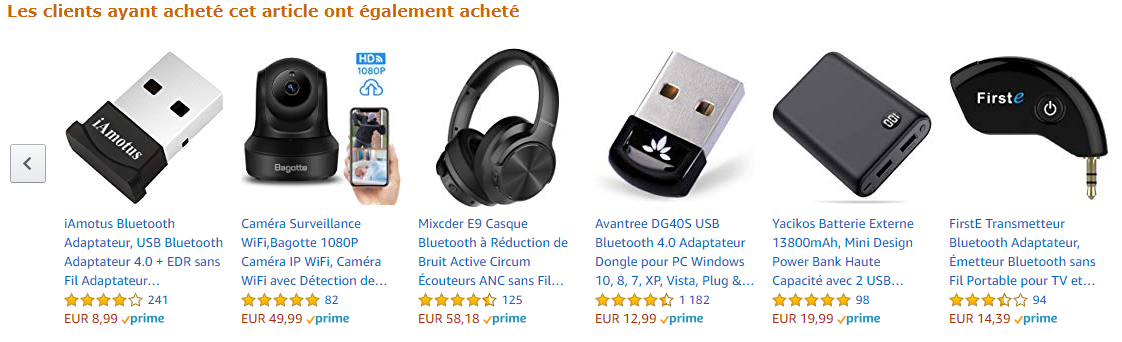 Les clients ayant acheté cet article ont également acheté
iAmotus
iAmotus Bluetooth
Adaptateur, USB Bluetooth
Adaptateur 4.0 + EDR sans
Fil Adaptateur…
241
EUR 8,99 prime
HD
1080P
Bagotte
Caméra Surveillance
WiFi,Bagotte 1080P
Caméra IP WiFi, Caméra
WiFi avec Détection de…
82
EUR 49,99 prime
Mixcder E9 Casque
Bluetooth à Réduction de
Bruit Active Circum
Écouteurs ANC sans Fil…
125
EUR 58,18 prime
Avantree DG40S USB
Bluetooth 4.0 Adaptateur
Dongle pour PC Windows
10, 8, 7, XP, Vista, Plug &…
1 182
EUR 12,99 prime
100
Yacikos Batterie Externe
13800mAh, Mini Design
Power Bank Haute
Capacité avec 2 USB…
98
EUR 19,99 prime
Firste
FirstE Transmetteur
Bluetooth Adaptateur,
Émetteur Bluetooth sans
Fil Portable pour TV et…
94
EUR 14,39 prime